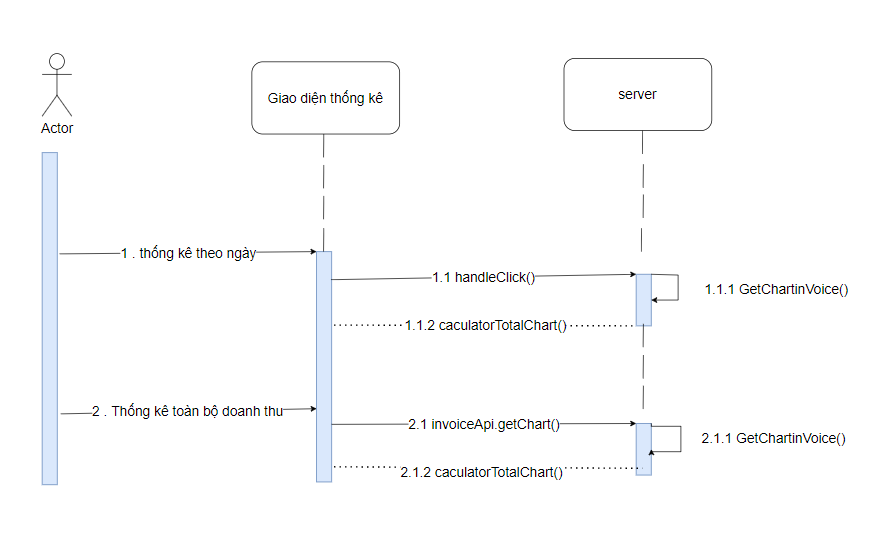 Giao diện thống kê
server
Actor
1 . thống kê theo ngày
1.1 handleClick()
1.1.1 GetChartinVoice()
1.1.2 caculatorTotalChart()
2 . Thống kê toàn bộ doanh thu
2.1 invoiceApi.getChart()
2.1.1 GetChartinVoice()
2.1.2 caculatorTotalChart()